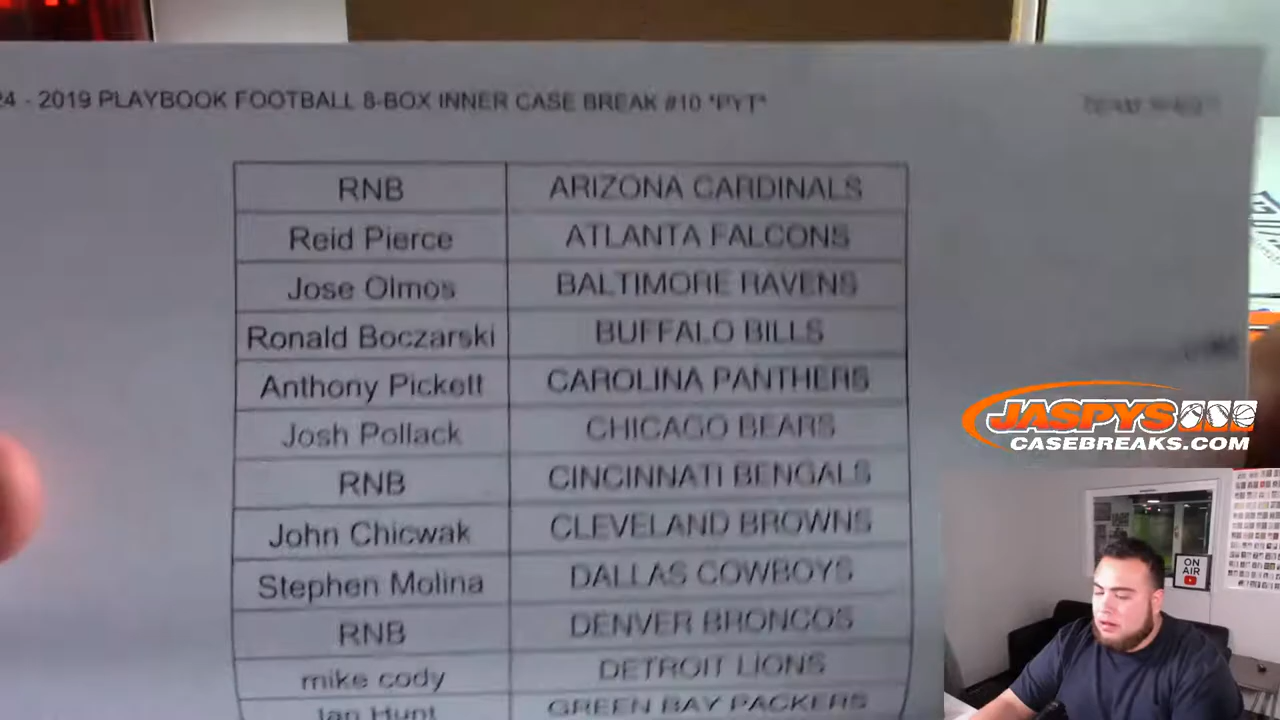 24 - 2019 PLAYBOOK FOOTBALL 8-BOX INNER CASE BREAK #10 *PYT*
RNB ARIZONA CARDINALS
Reid Pierce ATLANTA FALCONS
Jose Olmos BALTIMORE RAVENS
Ronald Boczarski BUFFALO BILLS
Anthony Pickett CAROLINA PANTHERS
Josh Pollack CHICAGO BEARS
RNB CINCINNATI BENGALS
John Chicwak CLEVELAND BROWNS
Stephen Molina DALLAS COWBOYS
RNB DENVER BRONCOS
mike cody DETROIT LIONS
Ian Hunt GREEN BAY PACKERS
JASPYS
CASEBREAKS.COM
ON
AIR